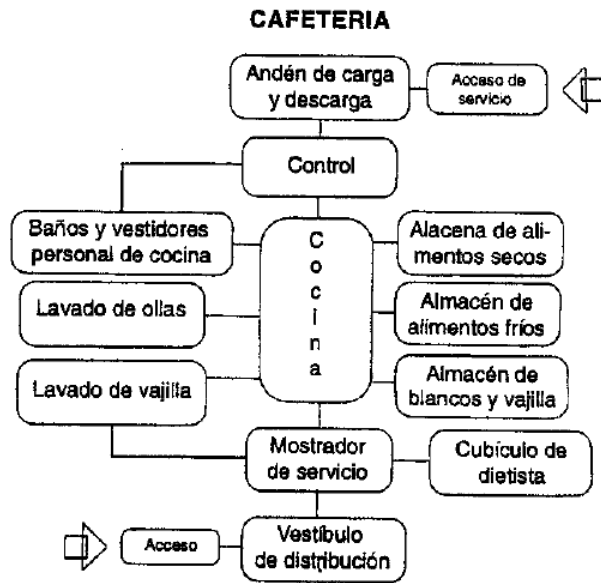 CAFETERIA
Andén de carga
y descarga
Acceso de
servicio
Control
Baños y vestidores
personal de cocina
Cocina
Alacena de ali-
mentos secos
Lavado de ollas
Almacén de
alimentos fríos
Lavado de vajilla
Almacén de
blancos y vajilla
Mostrador
de servicio
Cubículo de
dietista
Acceso
Vestíbulo
de distribución